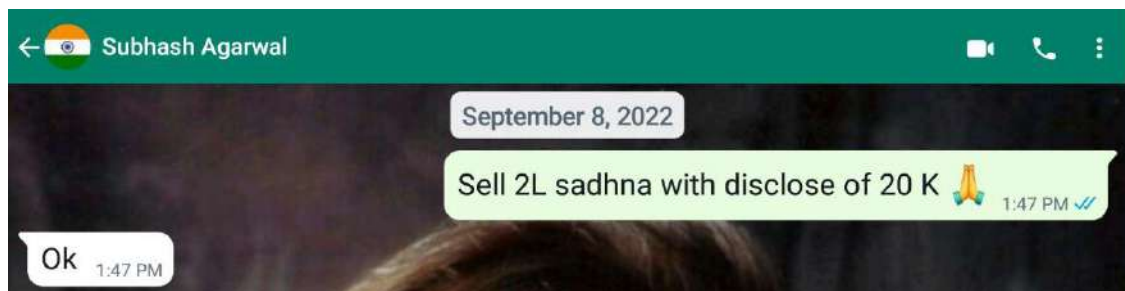 Subhash Agarwal
September 8, 2022
Sell 2L sadhna with disclose of 20 K 🙏
1:47 PM
Ok
1:47 PM